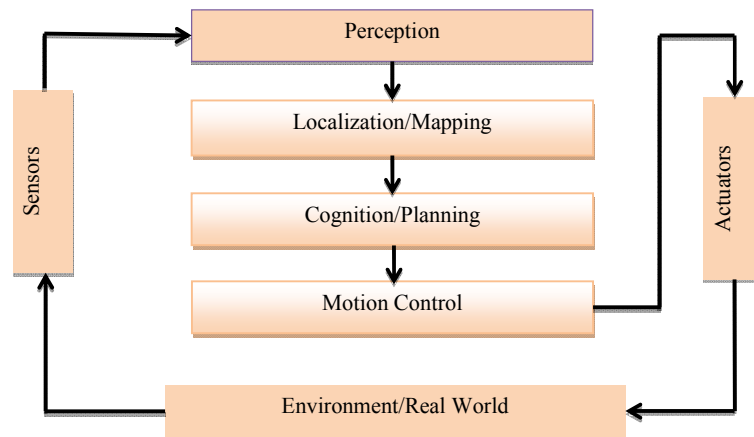 Perception
Localization/Mapping
Cognition/Planning
Motion Control
Sensors
Actuators
Environment/Real World